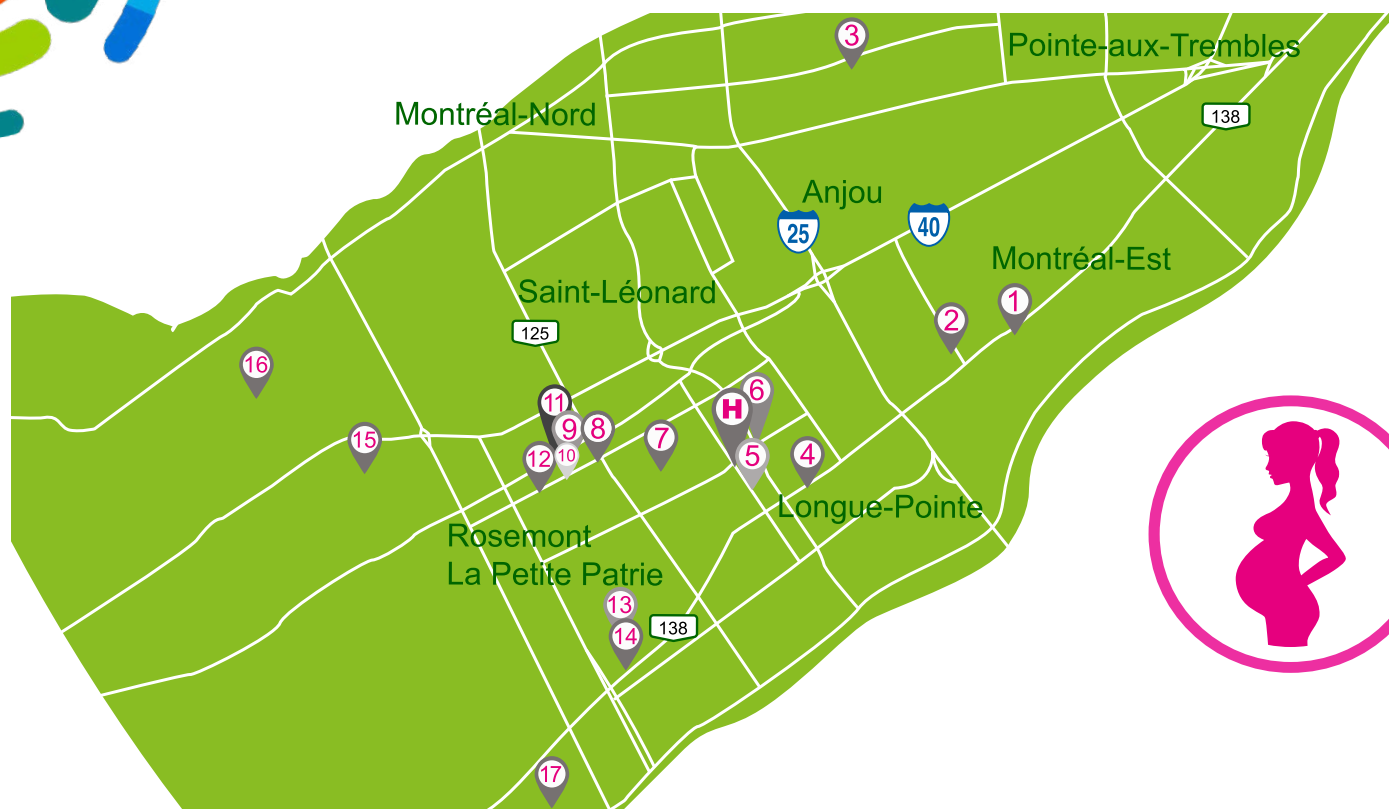 3
Pointe-aux-Trembles
Montréal-Nord
138
Anjou
25
40
Montréal-Est
Saint-Léonard
1
2
125
16
6
11
H
9
8
7
15
12
10
5
4
Longue-Pointe
Rosemont
La Petite Patrie
13
138
14
17